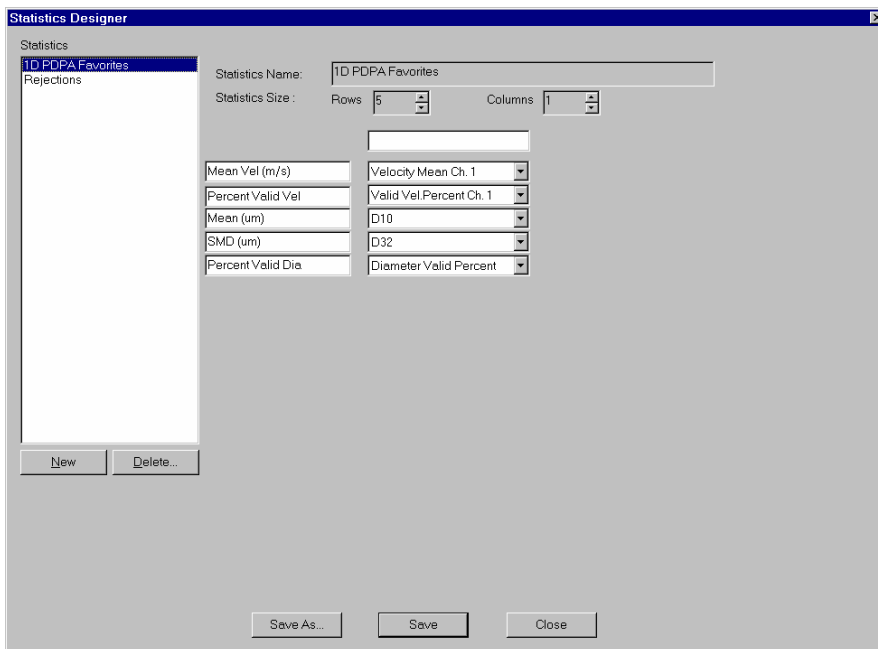 Statistics Designer
Statistics
1D PDPA Favorites
Rejections
New
Delete...
Statistics Name:
1D PDPA Favorites
Statistics Size :
Rows
5
Columns
1
Mean Vel (m/s)
Velocity Mean Ch. 1
Percent Valid Vel
Valid Vel.Percent Ch. 1
Mean (um)
D10
SMD (um)
D32
Percent Valid Dia
Diameter Valid Percent
Save As...
Save
Close